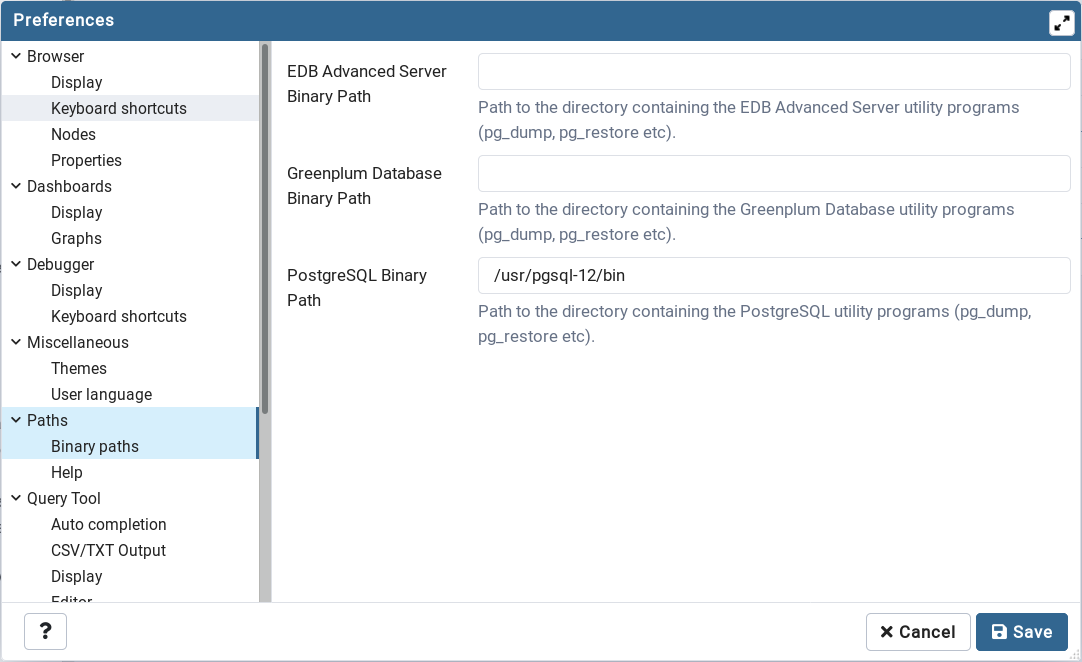 Preferences
Browser
Display
Keyboard shortcuts
Nodes
Properties
Dashboards
Display
Graphs
Debugger
Display
Keyboard shortcuts
Miscellaneous
Themes
User language
Paths
Binary paths
Help
Query Tool
Auto completion
CSV/TXT Output
Display
Editor
EDB Advanced Server
Binary Path
Path to the directory containing the EDB Advanced Server utility programs
(pg_dump, pg_restore etc).
Greenplum Database
Binary Path
Path to the directory containing the Greenplum Database utility programs
(pg_dump, pg_restore etc).
PostgreSQL Binary
Path
/usr/pgsql-12/bin
Path to the directory containing the PostgreSQL utility programs (pg_dump,
pg_restore etc).
?
Cancel
Save